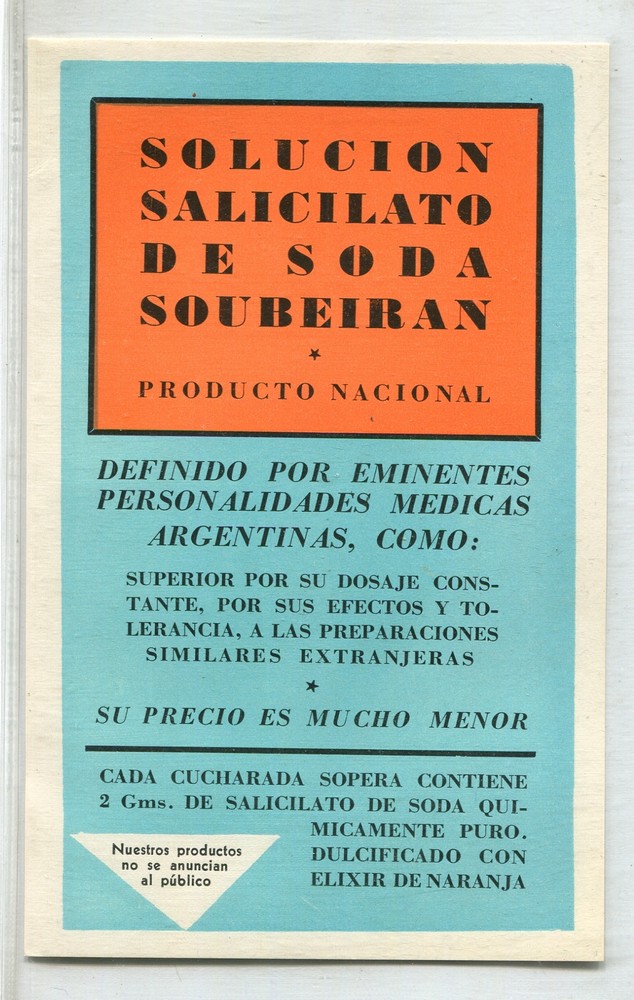 SOLUCION
SALICILATO
DE SODA
SOUBEIRAN
PRODUCTO NACIONAL
DEFINIDO POR EMINENTES
PERSONALIDADES MEDICAS
ARGENTINAS, COMO:
SUPERIOR POR SU DOSAJE CONS-
TANTE, POR SUS EFECTOS Y TO-
LERANCIA, A LAS PREPARACIONES
SIMILARES EXTRANJERAS
SU PRECIO ES MUCHO MENOR
CADA CUCHARADA SOPERA CONTIENE
2 Gms. DE SALICILATO DE SODA QUI-
MICAMENTE PURO.
DULCIFICADO CON
ELIXIR DE NARANJA
Nuestros productos
no se anuncian
al público